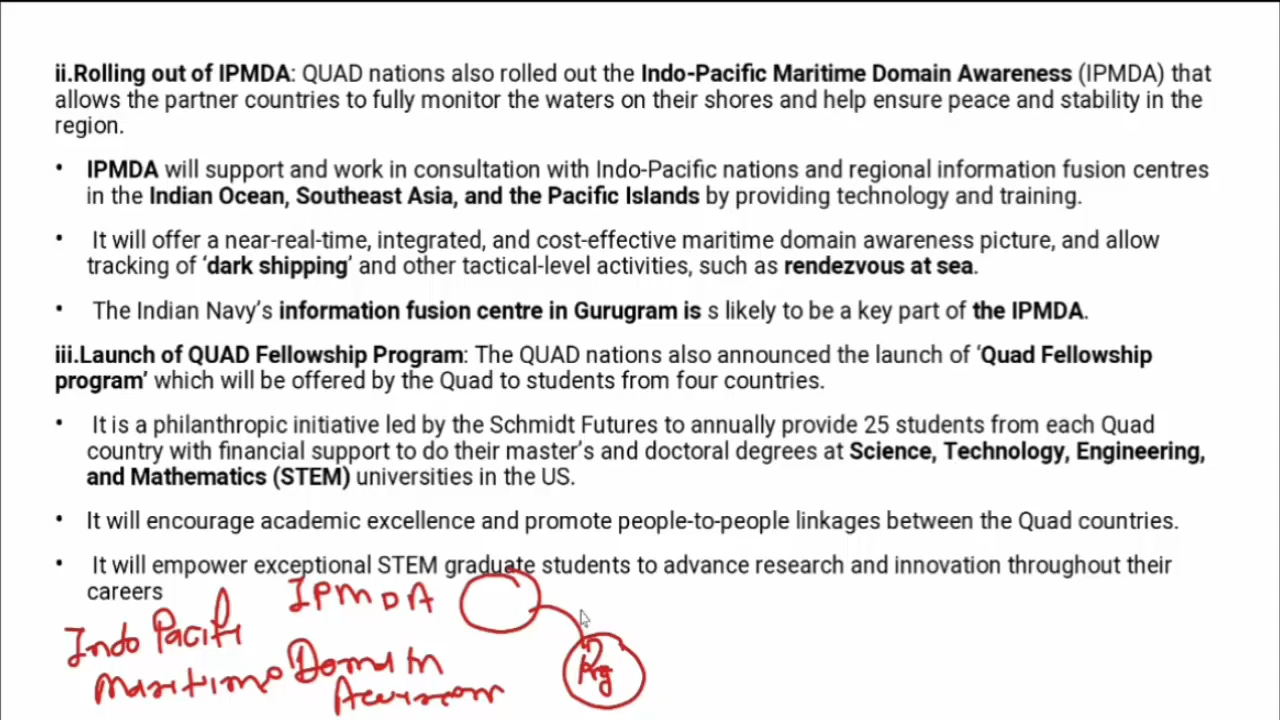 ii.Rolling out of IPMDA: QUAD nations also rolled out the Indo-Pacific Maritime Domain Awareness (IPMDA) that
allows the partner countries to fully monitor the waters on their shores and help ensure peace and stability in the
region.
• IPMDA will support and work in consultation with Indo-Pacific nations and regional information fusion centres
in the Indian Ocean, Southeast Asia, and the Pacific Islands by providing technology and training.
• It will offer a near-real-time, integrated, and cost-effective maritime domain awareness picture, and allow
tracking of ‘dark shipping’ and other tactical-level activities, such as rendezvous at sea.
• The Indian Navy’s information fusion centre in Gurugram is s likely to be a key part of the IPMDA.
iii.Launch of QUAD Fellowship Program: The QUAD nations also announced the launch of ‘Quad Fellowship
program’ which will be offered by the Quad to students from four countries.
• It is a philanthropic initiative led by the Schmidt Futures to annually provide 25 students from each Quad
country with financial support to do their master’s and doctoral degrees at Science, Technology, Engineering,
and Mathematics (STEM) universities in the US.
• It will encourage academic excellence and promote people-to-people linkages between the Quad countries.
• It will empower exceptional STEM graduate students to advance research and innovation throughout their
careers
IPMDA
Indo Pacifi
Maritime Domain